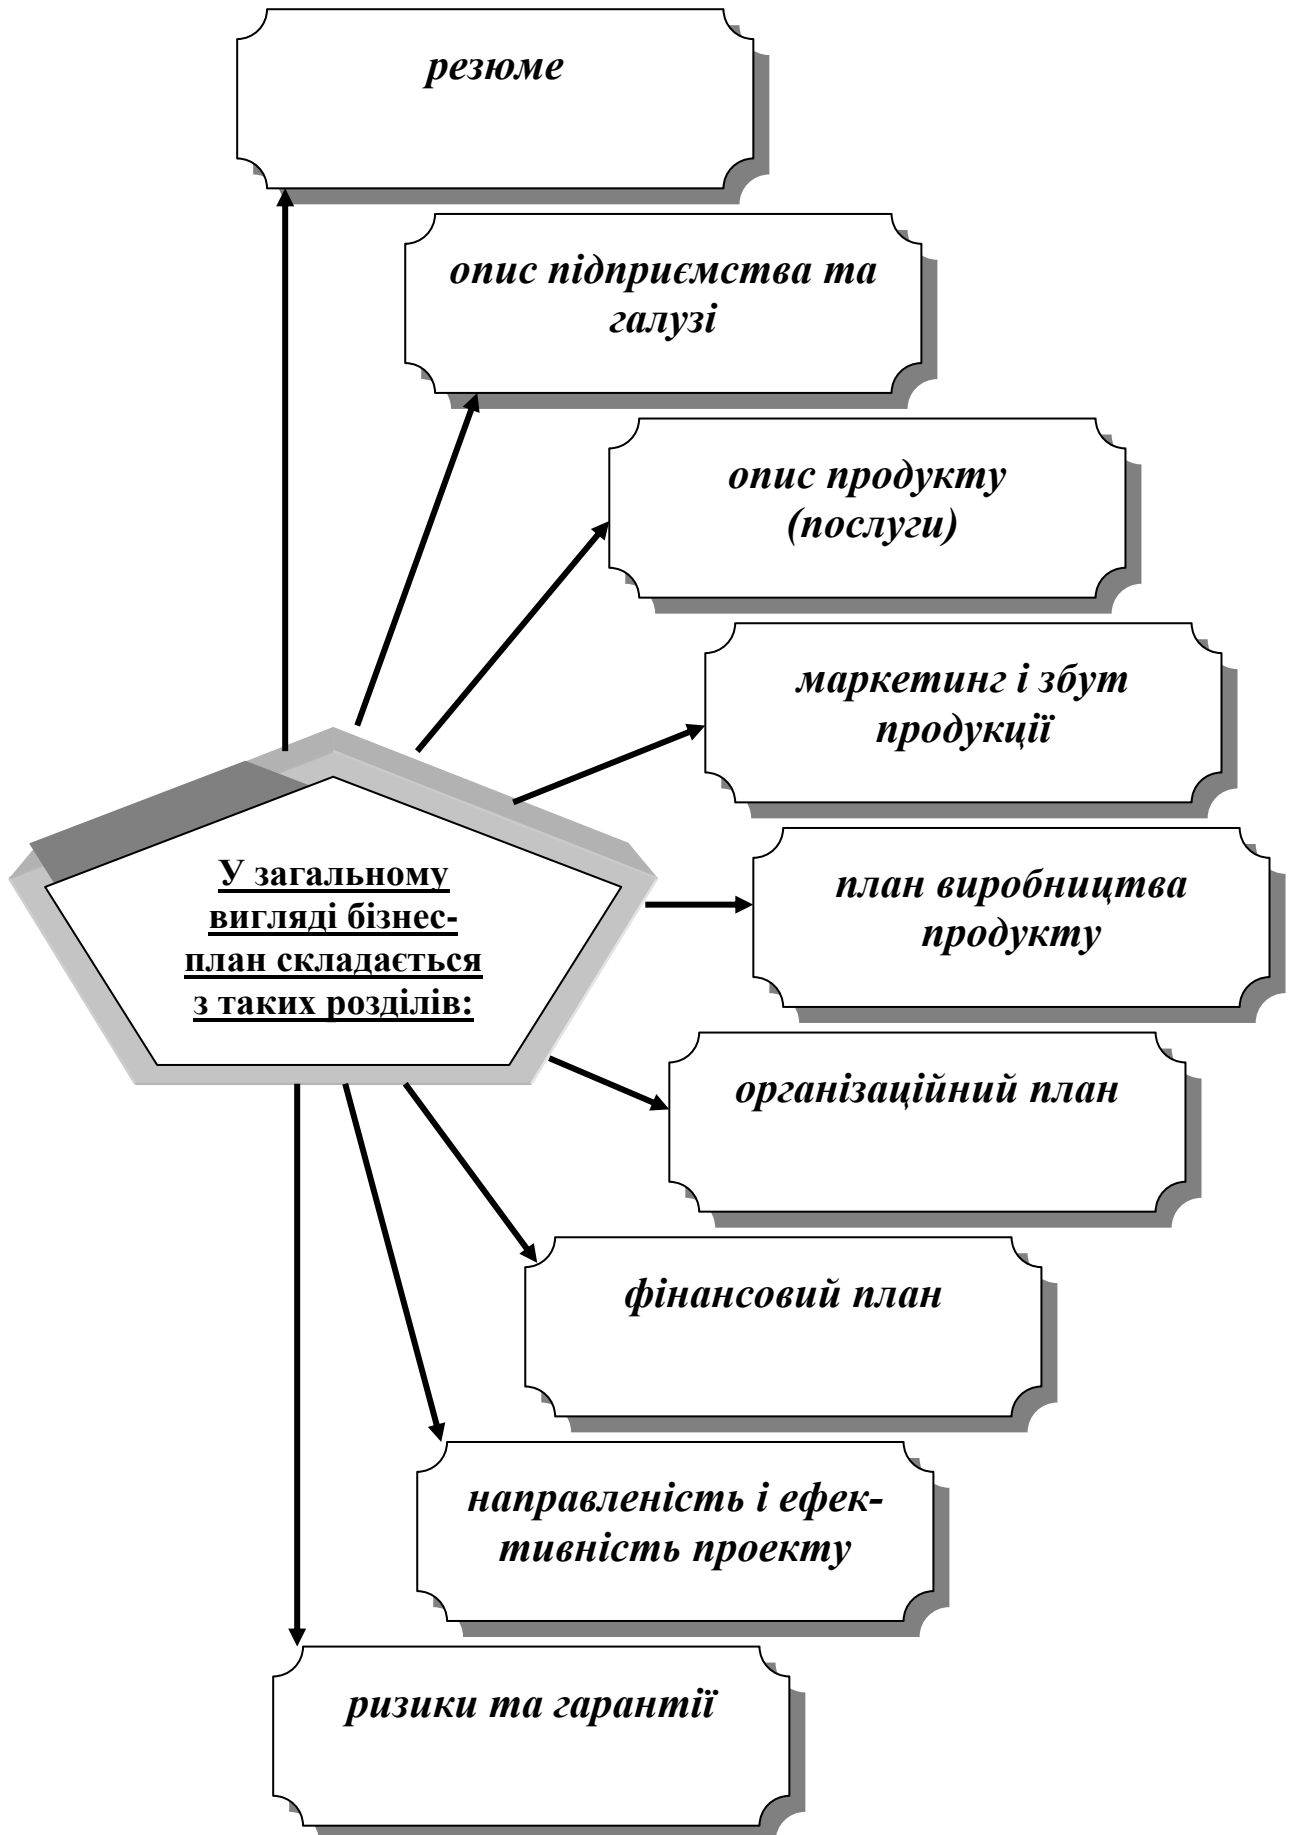 резюме
опис підприємства та
галузі
опис продукту
(послуги)
маркетинг і збут
продукції
У загальному
вигляді бізнес-
план складається
з таких розділів:
план виробництва
продукту
організаційний план
фінансовий план
направленість і ефек-
тивність проекту
ризики та гарантії